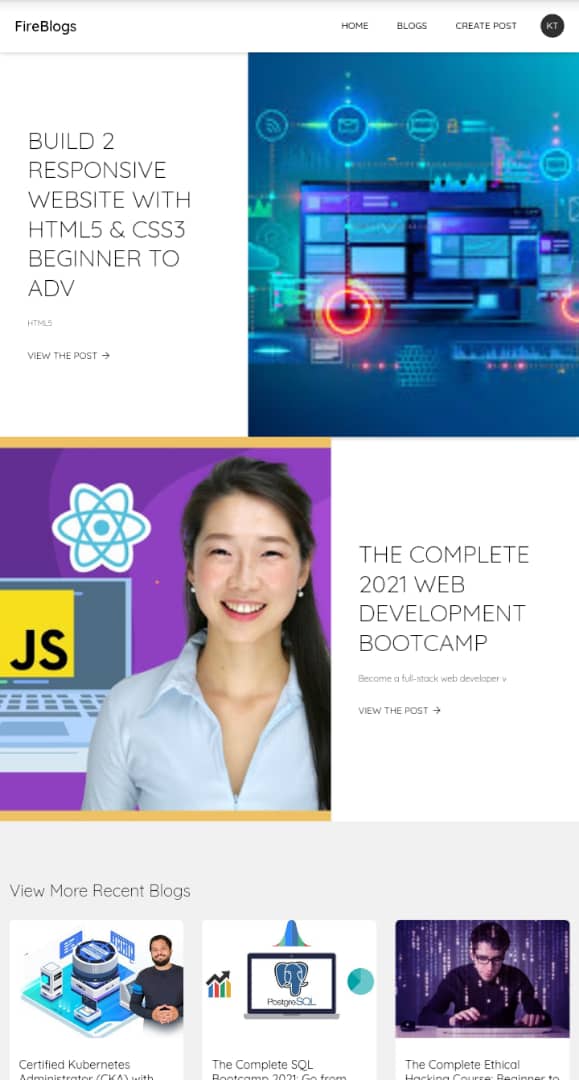 FireBlogs
HOME BLOGS CREATE POST KT
BUILD 2
RESPONSIVE
WEBSITE WITH
HTML5 & CSS3
BEGINNER TO
ADV
HTML5
VIEW THE POST →
JS
THE COMPLETE
2021 WEB
DEVELOPMENT
BOOTCAMP
Become a full-stack web developer v
VIEW THE POST →
View More Recent Blogs
PostgreSQL
Certified Kubernetes
Administrator (CKA) with
The Complete SQL
Bootcamp 2021: Go from
The Complete Ethical
Hacking Course: Beginner to